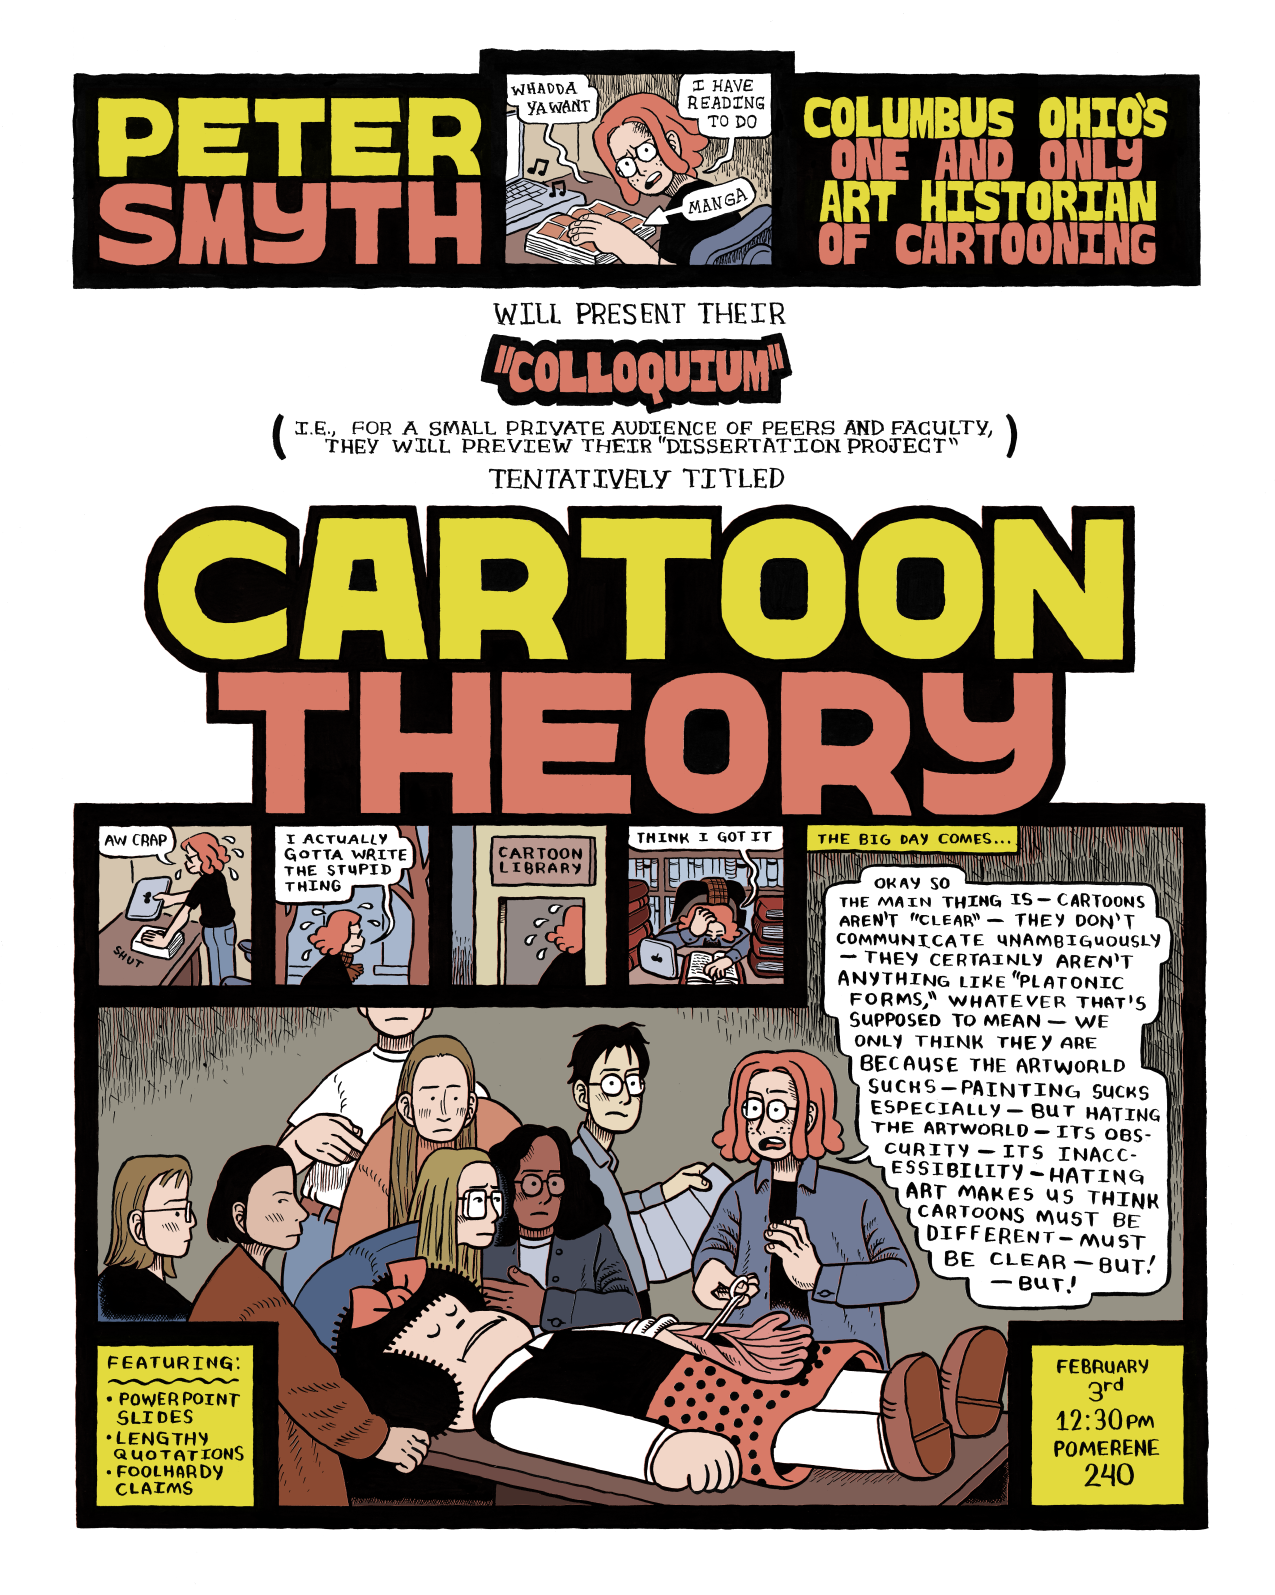 PETER
SMYTH
WHADDA
YA WANT
I HAVE
READING
TO DO
MANGA
COLUMBUS OHIO'S
ONE AND ONLY
ART HISTORIAN
OF CARTOONING
WILL PRESENT THEIR
"COLLOQUIUM"
(I.E., FOR A SMALL PRIVATE AUDIENCE OF PEERS AND FACULTY,
THEY WILL PREVIEW THEIR "DISSERTATION PROJECT")
TENTATIVELY TITLED
CARTOON
THEORY
AW CRAP
SHUT
I ACTUALLY
GOTTA WRITE
THE STUPID
THING
CARTOON
LIBRARY
THINK I GOT IT
THE BIG DAY COMES...
OKAY SO
THE MAIN THING IS — CARTOONS
AREN'T "CLEAR" — THEY DON'T
COMMUNICATE UNAMBIGUOUSLY
— THEY CERTAINLY AREN'T
ANYTHING LIKE "PLATONIC
FORMS," WHATEVER THAT'S
SUPPOSED TO MEAN — WE
ONLY THINK THEY ARE
BECAUSE THE ARTWORLD
SUCKS — PAINTING SUCKS
ESPECIALLY — BUT HATING
THE ARTWORLD — ITS OBS-
CURITY — ITS INACC-
ESSIBILITY — HATING
ART MAKES US THINK
CARTOONS MUST BE
DIFFERENT — MUST
BE CLEAR — BUT!
— BUT!
FEATURING:
• POWERPOINT
SLIDES
• LENGTHY
QUOTATIONS
• FOOLHARDY
CLAIMS
FEBRUARY
3rd
12:30 PM
POMERENE
240